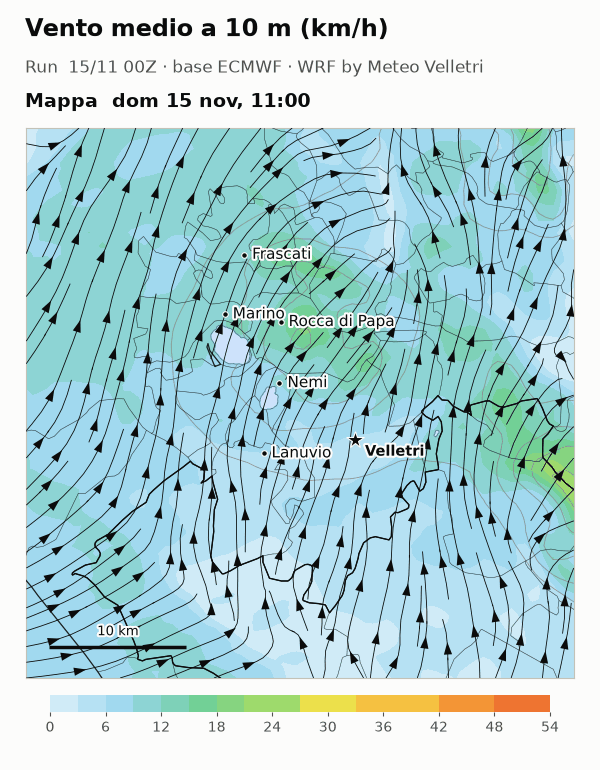 Vento medio a 10 m (km/h)
Run  15/11 00Z · base ECMWF · WRF by Meteo Velletri
Mappa  dom 15 nov, 11:00
Frascati
Marino
Rocca di Papa
Nemi
Velletri
Lanuvio
10 km
0 6 12 18 24 30 36 42 48 54